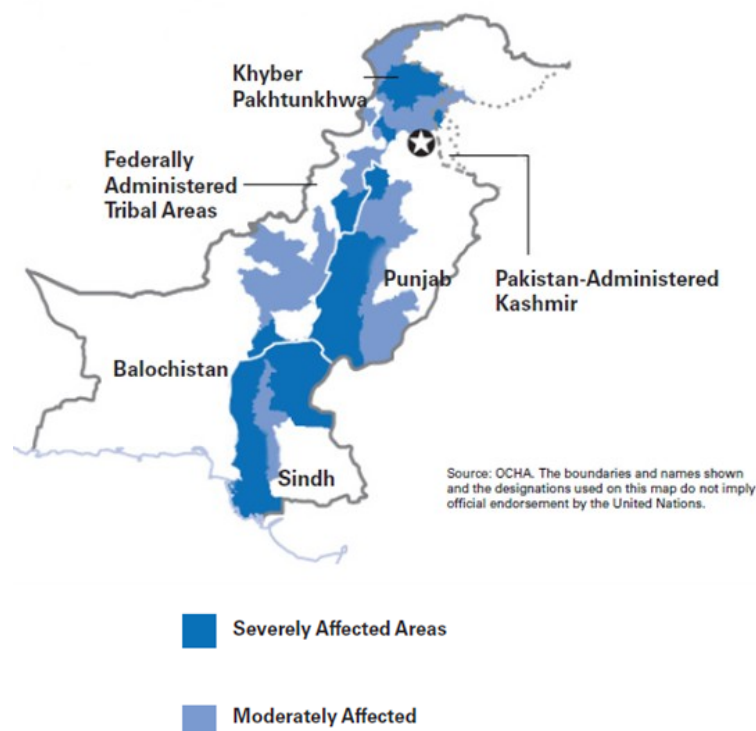 Khyber
Pakhtunkhwa
Federally
Administered
Tribal Areas
Punjab
Pakistan-Administered
Kashmir
Balochistan
Sindh
Source: OCHA. The boundaries and names shown
and the designations used on this map do not imply
official endorsement by the United Nations.
Severely Affected Areas
Moderately Affected